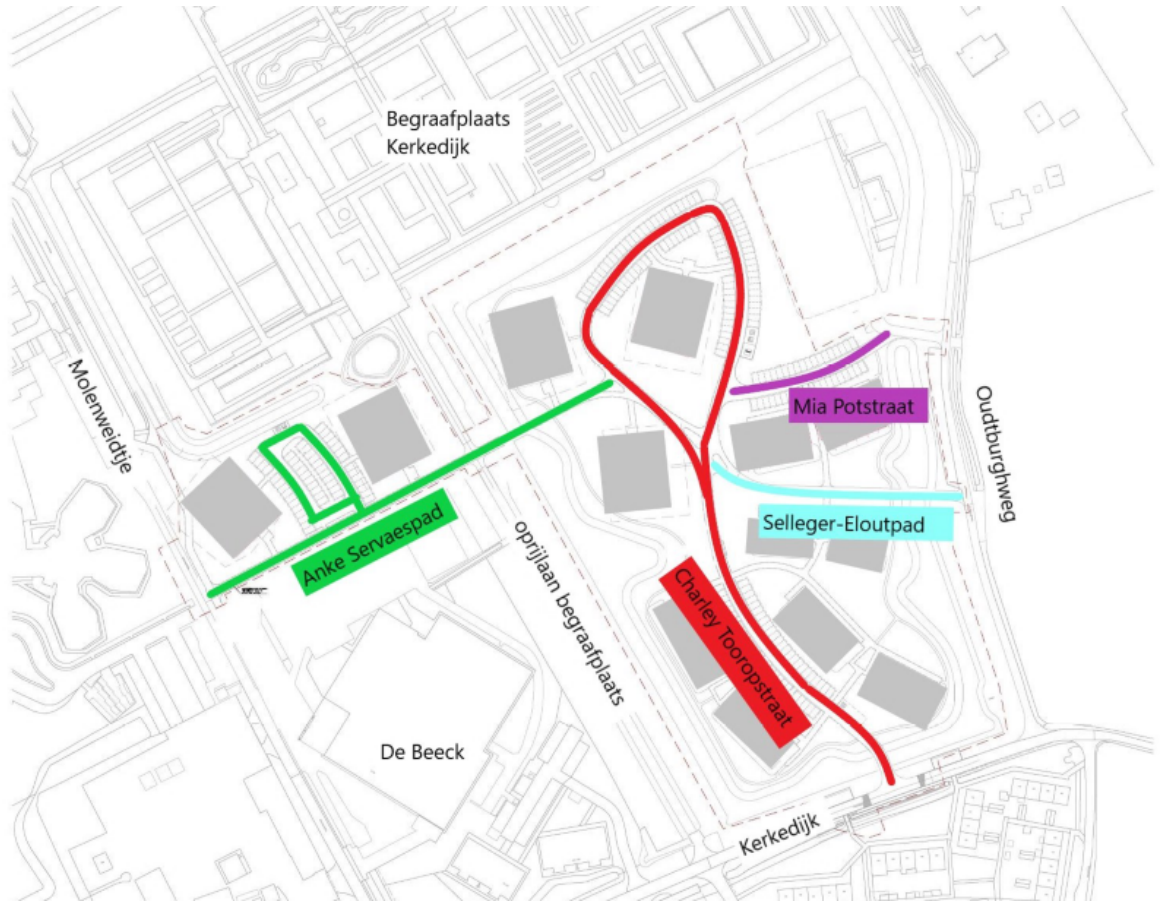 Begraafplaats
Kerkedijk
Molenweidtje
Mia Potstraat
Oudtburghweg
Selleger-Eloutpad
Anke Servaespad
oprijlaan begraafplaats
Charley Tooropstraat
De Beeck
Kerkedijk